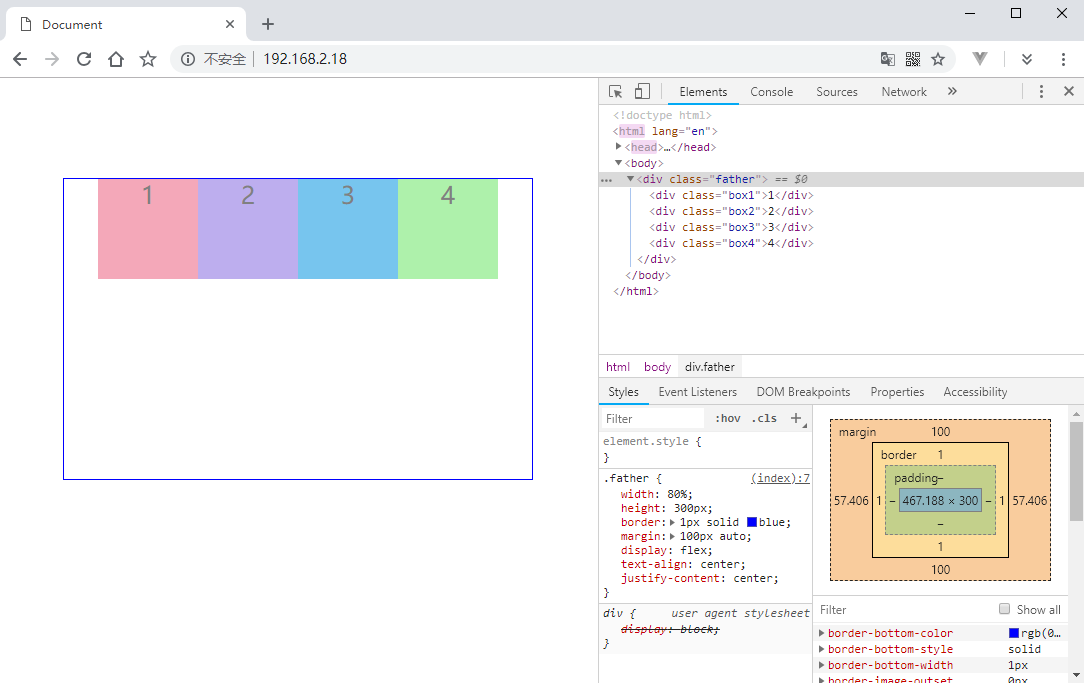 Document
不安全 192.168.2.18
1 2 3 4
Elements Console Sources Network »
<!doctype html>
<html lang="en">
<head>…</head>
<body>
… <div class="father"> == $0
<div class="box1">1</div>
<div class="box2">2</div>
<div class="box3">3</div>
<div class="box4">4</div>
</div>
</body>
</html>
html body div.father
Styles Event Listeners DOM Breakpoints Properties Accessibility
Filter :hov .cls +
element.style {
}
.father { (index):7
width: 80%;
height: 300px;
border: 1px solid blue;
margin: 100px auto;
display: flex;
text-align: center;
justify-content: center;
}
div { user agent stylesheet
display: block;
}
margin 100
border 1
padding –
57.406 1 – 467.188 × 300 – 1 57.406
–
1
100
Filter Show all
border-bottom-color rgb(0…
border-bottom-style solid
border-bottom-width 1px
border-image-outset 0px